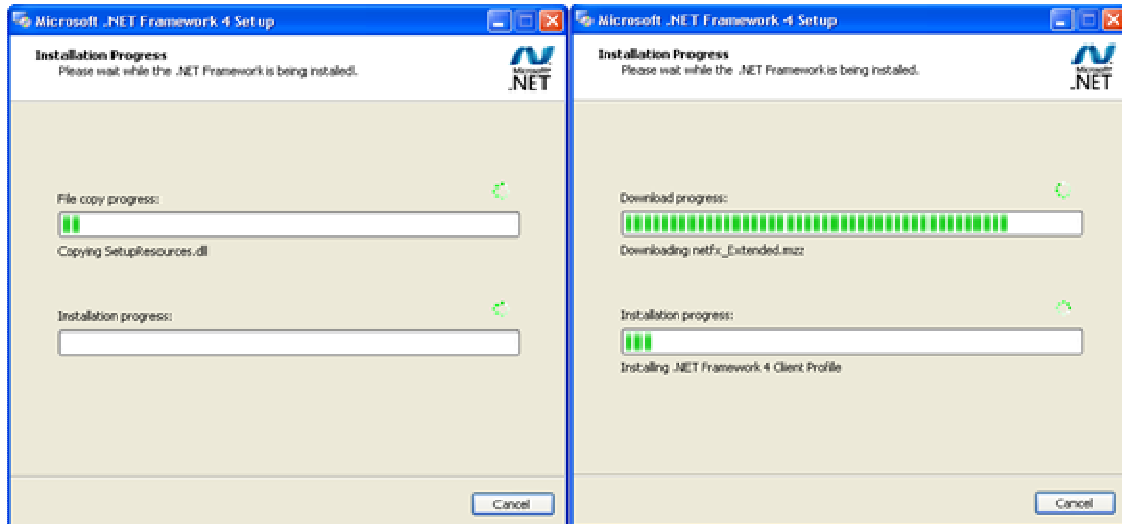 Microsoft .NET Framework 4 Setup
Installation Progress
Please wait while the .NET Framework is being installed.
Microsoft
.NET
File copy progress:
Copying SetupResources.dll
Installation progress:
Cancel
Microsoft .NET Framework 4 Setup
Installation Progress
Please wait while the .NET Framework is being installed.
Microsoft
.NET
Download progress:
Downloading netfx_Extended.mzz
Installation progress:
Installing .NET Framework 4 Client Profile
Cancel